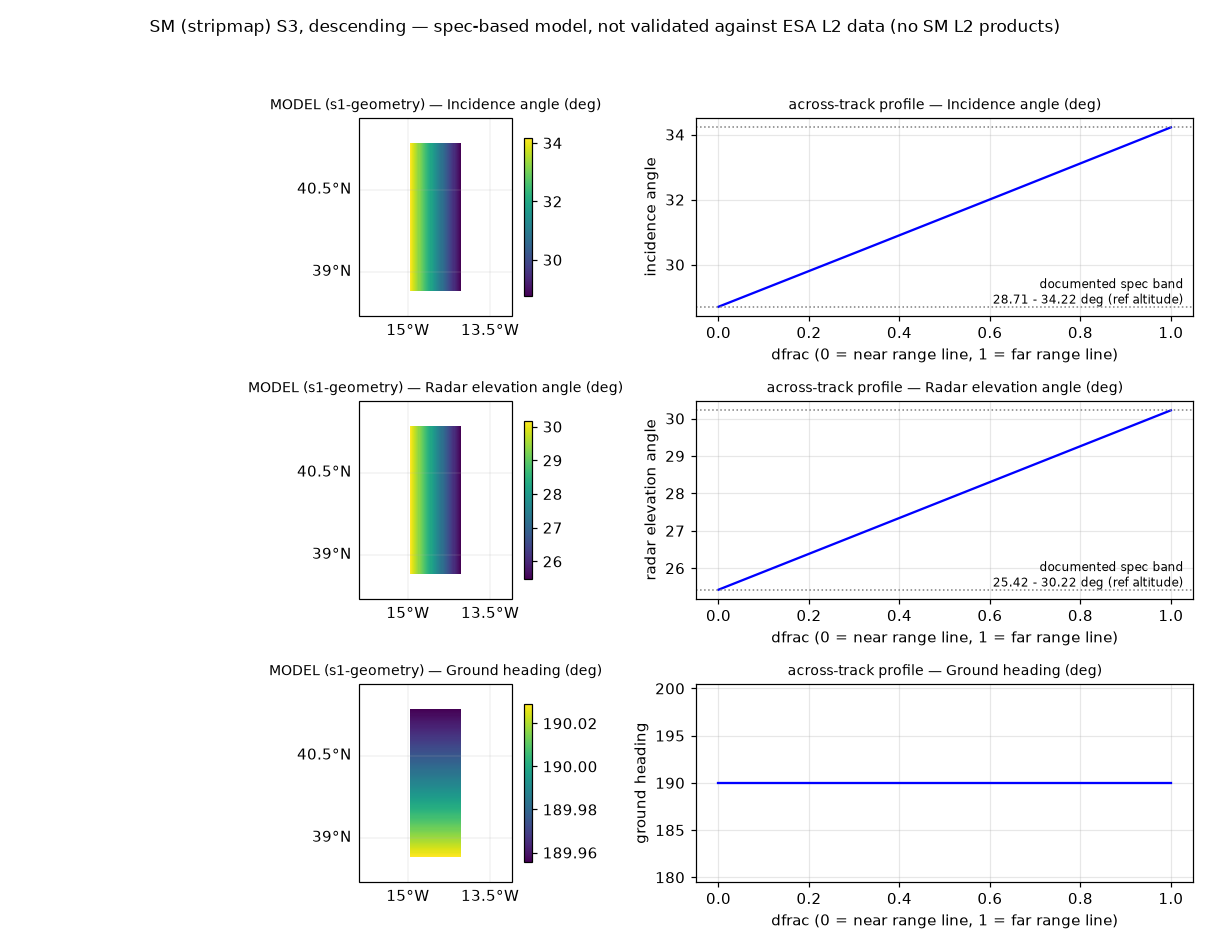 SM (stripmap) S3, descending — spec-based model, not validated against ESA L2 data (no SM L2 products)
MODEL (s1-geometry) — Incidence angle (deg)
40.5°N
39°N
15°W 13.5°W
34
32
30
across-track profile — Incidence angle (deg)
incidence angle
34
32
30
documented spec band
28.71 - 34.22 deg (ref altitude)
0.0 0.2 0.4 0.6 0.8 1.0
dfrac (0 = near range line, 1 = far range line)
MODEL (s1-geometry) — Radar elevation angle (deg)
40.5°N
39°N
15°W 13.5°W
30
29
28
27
26
across-track profile — Radar elevation angle (deg)
radar elevation angle
30
29
28
27
26
documented spec band
25.42 - 30.22 deg (ref altitude)
0.0 0.2 0.4 0.6 0.8 1.0
dfrac (0 = near range line, 1 = far range line)
MODEL (s1-geometry) — Ground heading (deg)
40.5°N
39°N
15°W 13.5°W
190.02
190.00
189.98
189.96
across-track profile — Ground heading (deg)
ground heading
200
195
190
185
180
0.0 0.2 0.4 0.6 0.8 1.0
dfrac (0 = near range line, 1 = far range line)